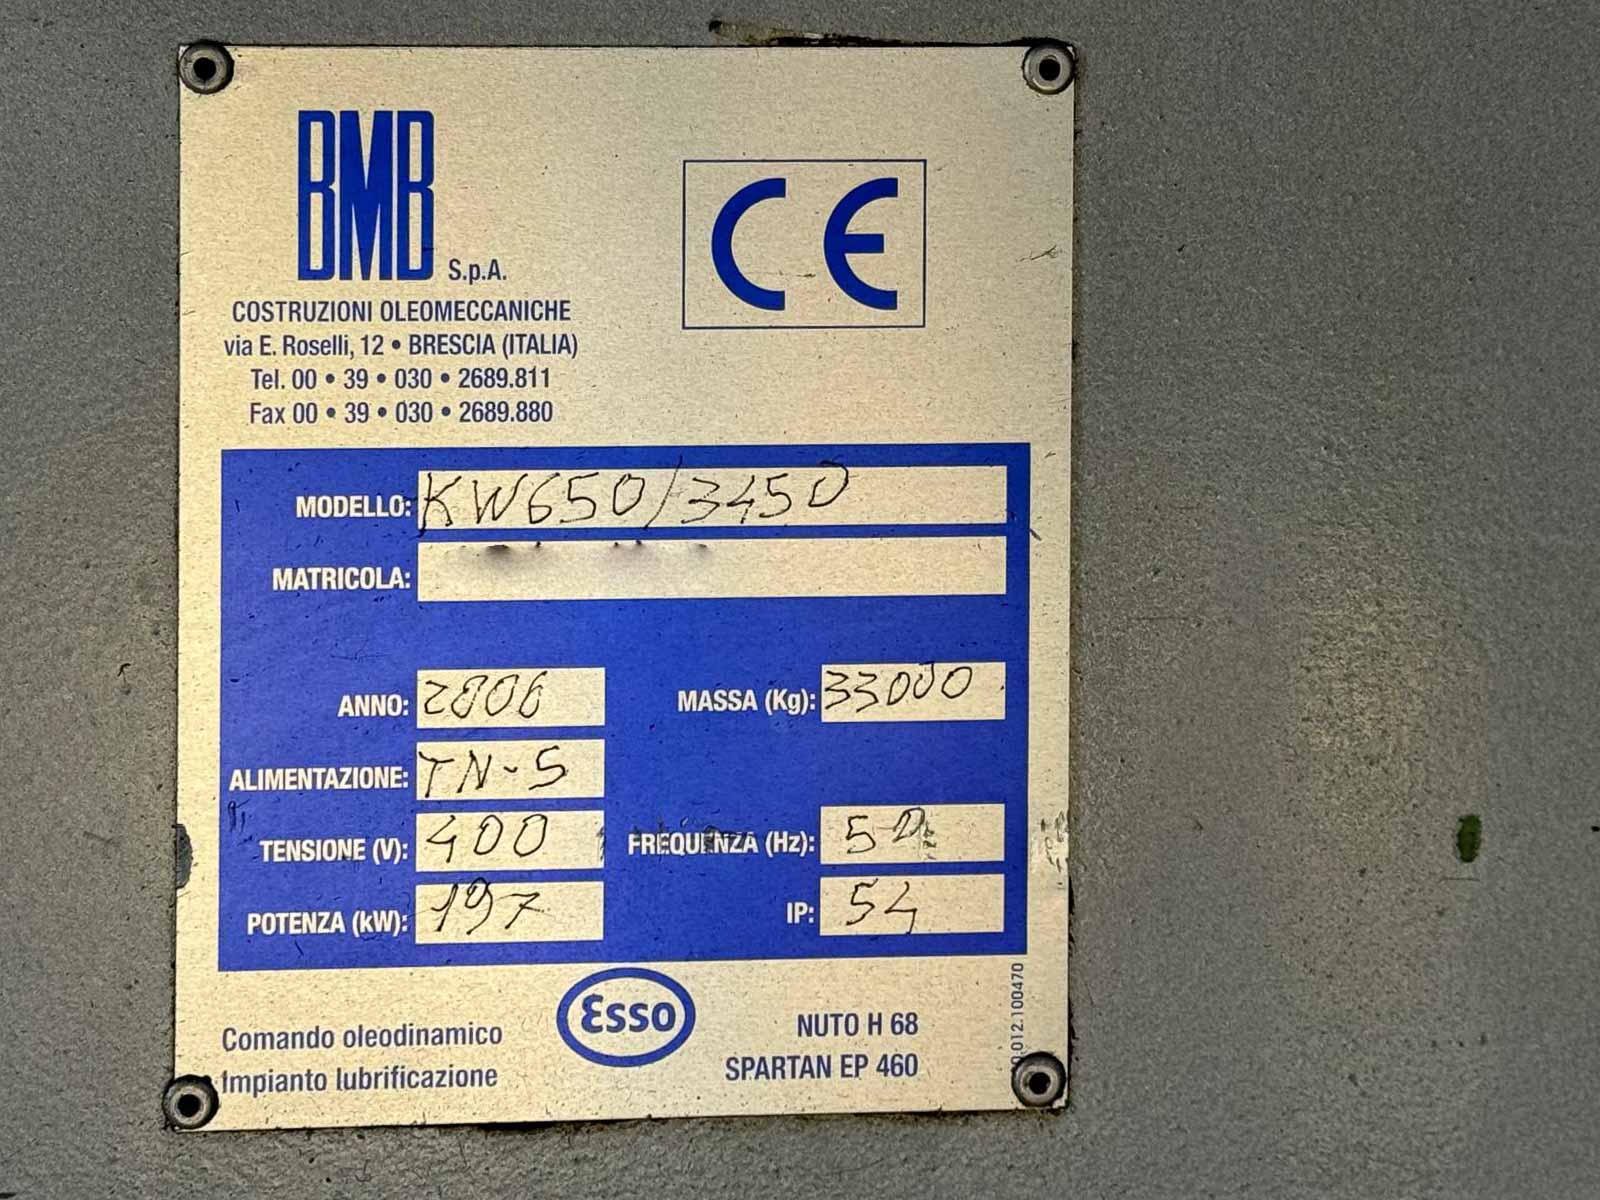 BMB S.p.A.
CE
COSTRUZIONI OLEOMECCANICHE
via E. Roselli, 12 • BRESCIA (ITALIA)
Tel. 00 • 39 • 030 • 2689.811
Fax 00 • 39 • 030 • 2689.880
MODELLO: KW650/3450
MATRICOLA:
ANNO: 2006 MASSA (Kg): 33000
ALIMENTAZIONE: TN-S
TENSIONE (V): 400 FREQUENZA (Hz): 50
POTENZA (kW): 197 IP: 54
Comando oleodinamico Esso NUTO H 68
Impianto lubrificazione SPARTAN EP 460
012.100470